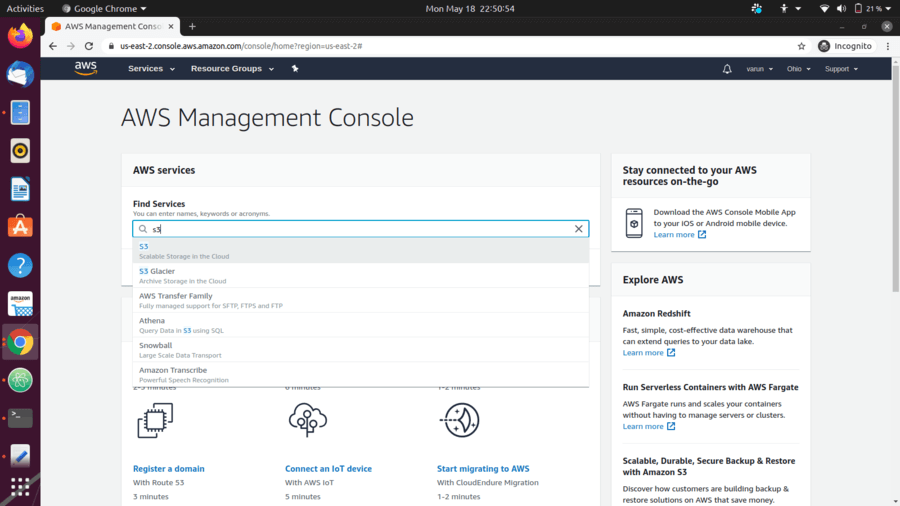 Activities
Google Chrome
Mon May 18 22:50:54
21 %
AWS Management Conso
us-east-2.console.aws.amazon.com/console/home?region=us-east-2#
Incognito
aws
Services
Resource Groups
varun
Ohio
Support
AWS Management Console
AWS services
Find Services
You can enter names, keywords or acronyms.
s3
S3
Scalable Storage in the Cloud
S3 Glacier
Archive Storage in the Cloud
AWS Transfer Family
Fully managed support for SFTP, FTPS and FTP
Athena
Query Data in S3 using SQL
Snowball
Large Scale Data Transport
Amazon Transcribe
Powerful Speech Recognition
2-3 minutes
6 minutes
1-2 minutes
Register a domain
With Route 53
3 minutes
Connect an IoT device
With AWS IoT
5 minutes
Start migrating to AWS
With CloudEndure Migration
1-2 minutes
Stay connected to your AWS
resources on-the-go
Download the AWS Console Mobile App
to your iOS or Android mobile device.
Learn more
Explore AWS
Amazon Redshift
Fast, simple, cost-effective data warehouse that
can extend queries to your data lake.
Learn more
Run Serverless Containers with AWS Fargate
AWS Fargate runs and scales your containers
without having to manage servers or clusters.
Learn more
Scalable, Durable, Secure Backup & Restore
with Amazon S3
Discover how customers are building backup &
restore solutions on AWS that save money.
amazon